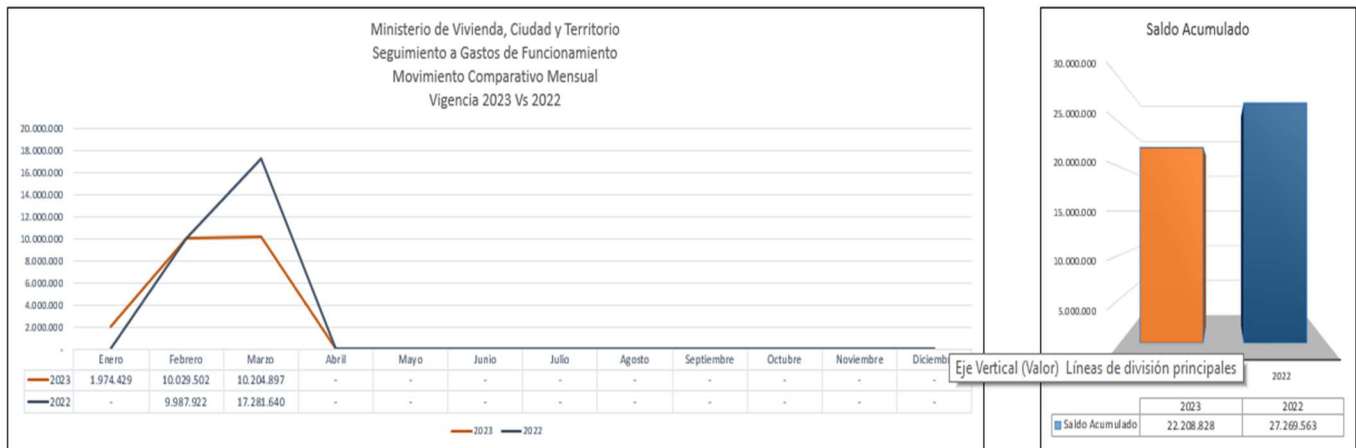 Ministerio de Vivienda, Ciudad y Territorio
Seguimiento a Gastos de Funcionamiento
Movimiento Comparativo Mensual
Vigencia 2023 Vs 2022
20.000.000
18.000.000
16.000.000
14.000.000
12.000.000
10.000.000
8.000.000
6.000.000
4.000.000
2.000.000
-
Enero Febrero Marzo Abril Mayo Junio Julio Agosto Septiembre Octubre Noviembre Diciembre
2023 1.974.429 10.029.502 10.204.897 - - - - - - - - -
2022 - 9.987.922 17.281.640 - - - - - - - - -
2023 2022
Saldo Acumulado
30.000.000
25.000.000
20.000.000
15.000.000
10.000.000
5.000.000
Eje Vertical (Valor) Líneas de división principales
2022
2023 2022
Saldo Acumulado 22.208.828 27.269.563